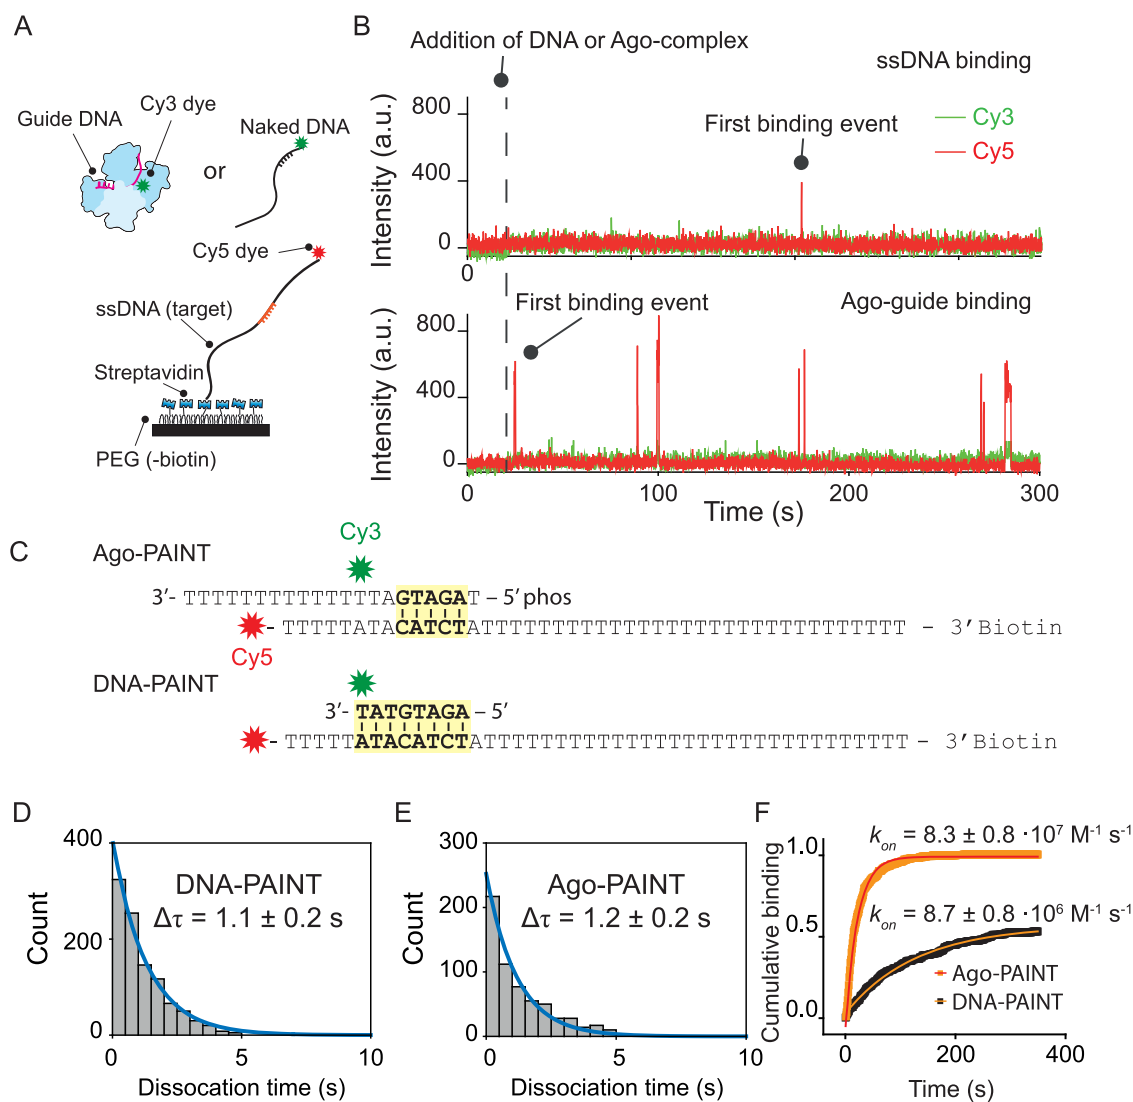 A
Guide DNA
Cy3 dye
or
Naked DNA
Cy5 dye
ssDNA (target)
Streptavidin
PEG (-biotin)
B
Addition of DNA or Ago-complex
ssDNA binding
Cy3
Cy5
First binding event
Intensity (a.u.)
800
400
0
0
First binding event
Ago-guide binding
Intensity (a.u.)
800
400
0
0
100
200
300
Time (s)
C
Ago-PAINT
Cy3
3’- TTTTTTTTTTTTTTAGTAGAT – 5’ phos
- TTTTTATACATCTATTTTTTTTTTTTTTTTTTTTTTTTTTTTTT – 3’Biotin
Cy5
DNA-PAINT
3’- TATGTAGA – 5’
- TTTTTATACATCTATTTTTTTTTTTTTTTTTTTTTTTTTTTTTT – 3’Biotin
D
Count
400
200
0
DNA-PAINT
Δτ = 1.1 ± 0.2 s
0
5
10
Dissocation time (s)
E
Count
300
200
100
0
Ago-PAINT
Δτ = 1.2 ± 0.2 s
0
5
10
Dissocation time (s)
F
Cumulative binding
1.0
0.5
0.0
kon = 8.3 ± 0.8 ·10⁷ M⁻¹ s⁻¹
kon = 8.7 ± 0.8 ·10⁶ M⁻¹ s⁻¹
Ago-PAINT
DNA-PAINT
0
200
400
Time (s)